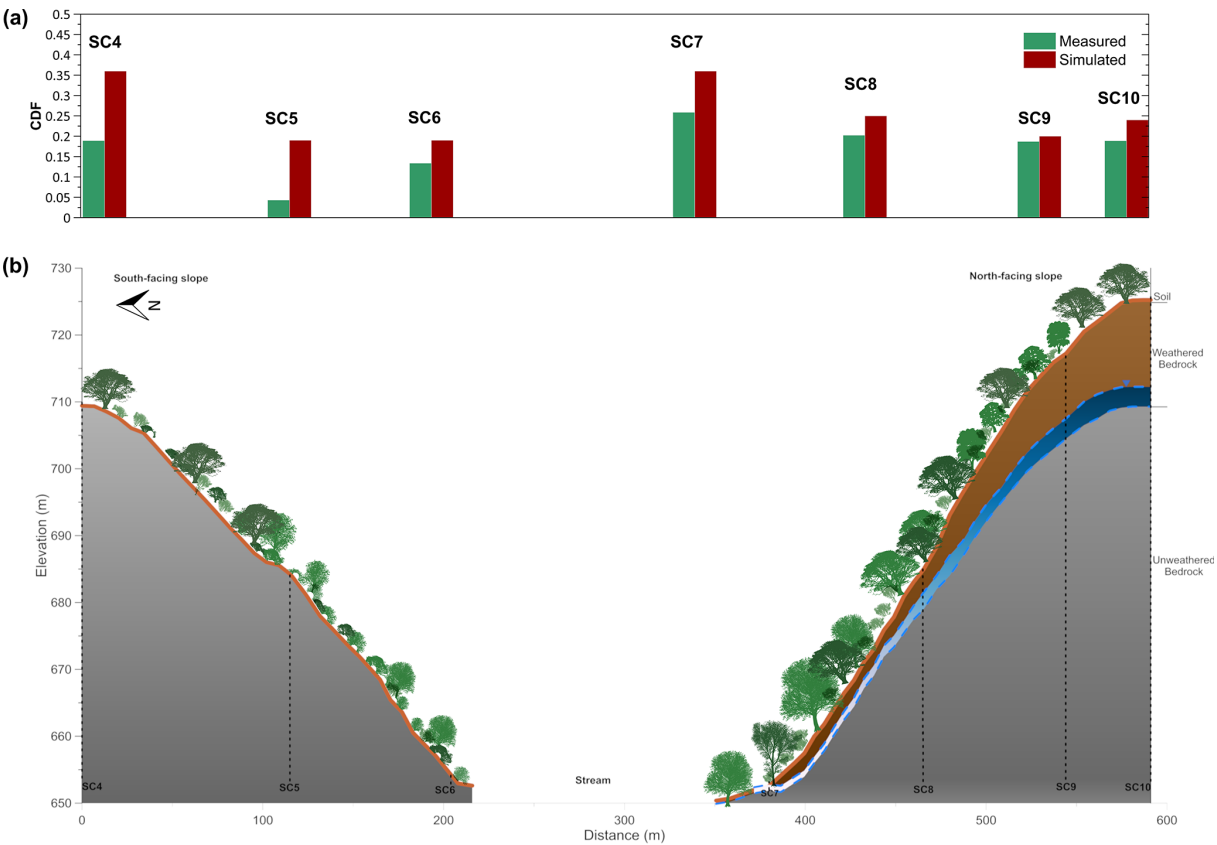 (a)
0.5
0.45
0.4
0.35
0.3
0.25
0.2
0.15
0.1
0.05
0
CDF
SC4
SC5
SC6
SC7
SC8
SC9
SC10
Measured
Simulated
(b)
730
720
710
700
690
680
670
660
650
Elevation (m)
South-facing slope
N
North-facing slope
Soil
Weathered
Bedrock
Unweathered
Bedrock
Stream
SC4
SC5
SC6
SC7
SC8
SC9
SC10
0
100
200
300
400
500
600
Distance (m)